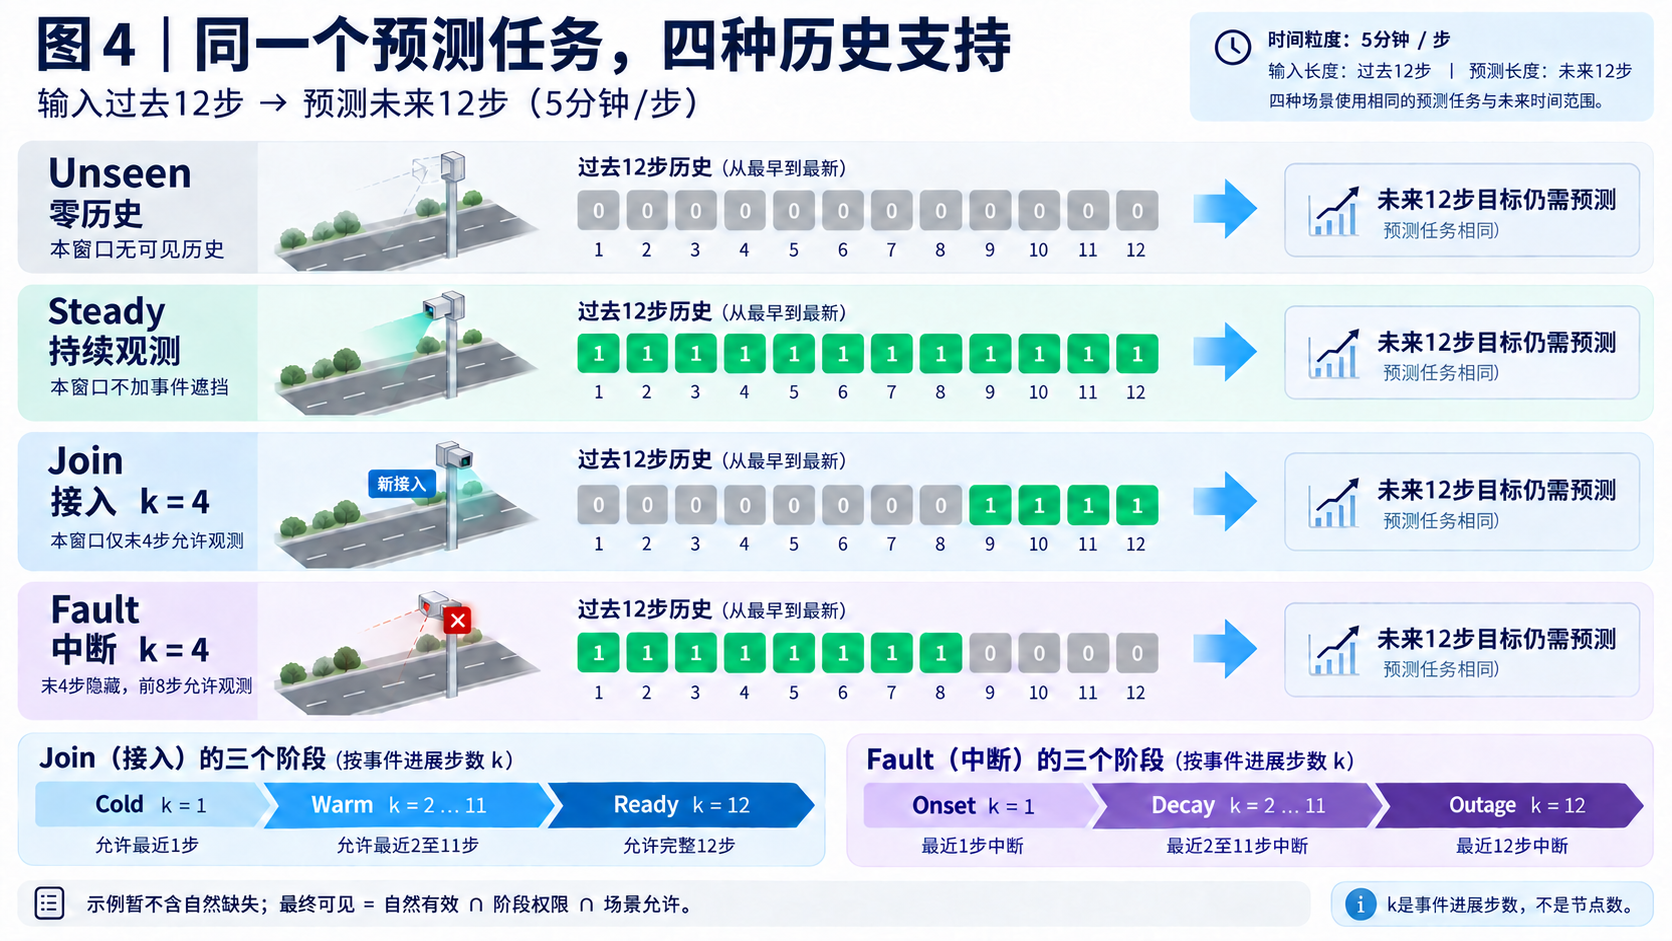 图4｜同一个预测任务，四种历史支持
输入过去12步 → 预测未来12步（5分钟/步）
时间粒度：5分钟 / 步
输入长度：过去12步 | 预测长度：未来12步
四种场景使用相同的预测任务与未来时间范围。
Unseen
零历史
本窗口无可见历史
过去12步历史（从最早到最新）
0 0 0 0 0 0 0 0 0 0 0 0
1 2 3 4 5 6 7 8 9 10 11 12
未来12步目标仍需预测
预测任务相同)
Steady
持续观测
本窗口不加事件遮挡
过去12步历史（从最早到最新）
1 1 1 1 1 1 1 1 1 1 1 1
1 2 3 4 5 6 7 8 9 10 11 12
未来12步目标仍需预测
预测任务相同)
Join
接入 k = 4
本窗口仅末4步允许观测
新接入
过去12步历史（从最早到最新）
0 0 0 0 0 0 0 0 1 1 1 1
1 2 3 4 5 6 7 8 9 10 11 12
未来12步目标仍需预测
预测任务相同)
Fault
中断 k = 4
末4步隐藏，前8步允许观测
过去12步历史（从最早到最新）
1 1 1 1 1 1 1 1 0 0 0 0
1 2 3 4 5 6 7 8 9 10 11 12
未来12步目标仍需预测
预测任务相同)
Join（接入）的三个阶段（按事件进展步数 k）
Cold k = 1
Warm k = 2 … 11
Ready k = 12
允许最近1步
允许最近2至11步
允许完整12步
Fault（中断）的三个阶段（按事件进展步数 k）
Onset k = 1
Decay k = 2 … 11
Outage k = 12
最近1步中断
最近2至11步中断
最近12步中断
示例暂不含自然缺失；最终可见 = 自然有效 ∩ 阶段权限 ∩ 场景允许。
i k是事件进展步数，不是节点数。